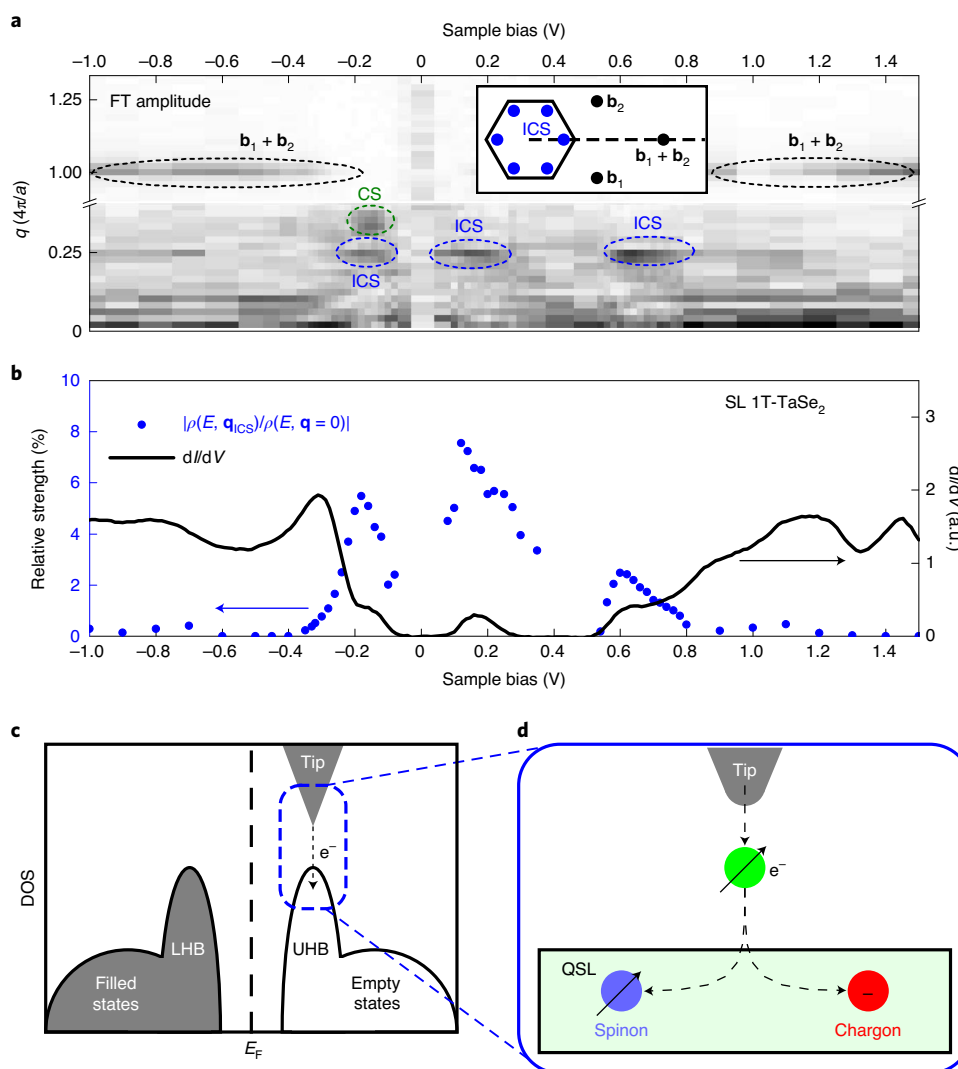 a
Sample bias (V)
−1.0 −0.8 −0.6 −0.4 −0.2 0 0.2 0.4 0.6 0.8 1.0 1.2 1.4
FT amplitude
1.25
1.00
0.25
0
q (4π/a)
b₁ + b₂
CS
ICS
ICS
ICS
ICS
b₂
b₁ + b₂
b₁
b₁ + b₂
b
10
8
6
4
2
0
Relative strength (%)
|ρ(E, q_ICS)/ρ(E, q = 0)|
dI/dV
SL 1T-TaSe₂
3
2
1
0
dI/dV (a.u.)
−1.0 −0.8 −0.6 −0.4 −0.2 0 0.2 0.4 0.6 0.8 1.0 1.2 1.4
Sample bias (V)
c
DOS
Tip
e⁻
LHB
UHB
Filled
states
Empty
states
E_F
d
Tip
e⁻
QSL
−
Spinon
Chargon